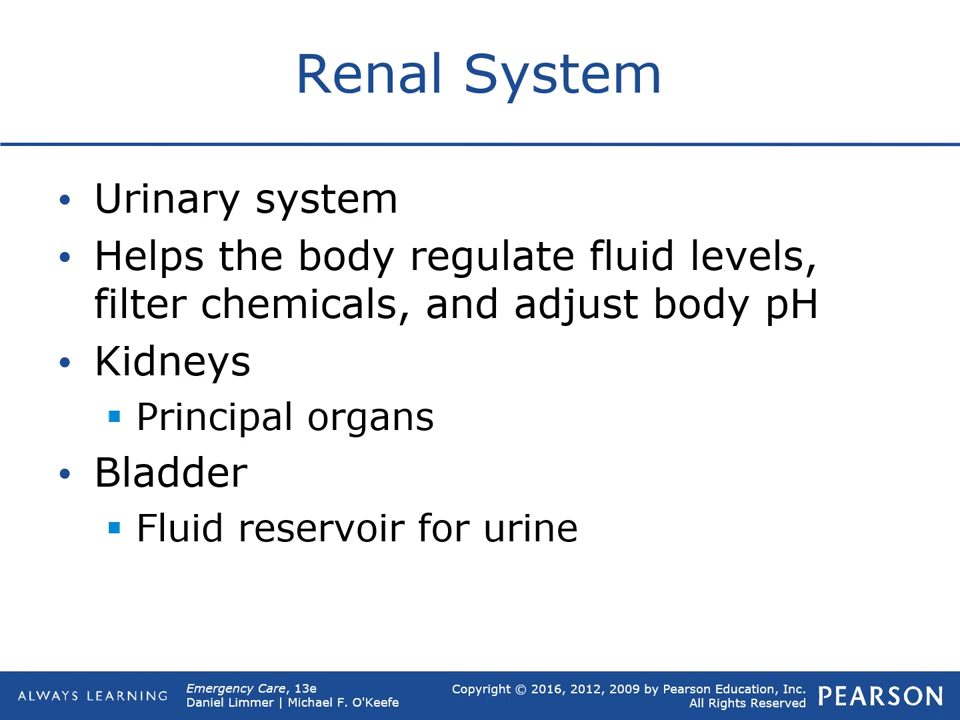 Renal System
• Urinary system
• Helps the body regulate fluid levels,
filter chemicals, and adjust body pH
• Kidneys
▪ Principal organs
• Bladder
▪ Fluid reservoir for urine
ALWAYS LEARNING
Emergency Care, 13e
Daniel Limmer | Michael F. O'Keefe
Copyright © 2016, 2012, 2009 by Pearson Education, Inc.
All Rights Reserved
PEARSON